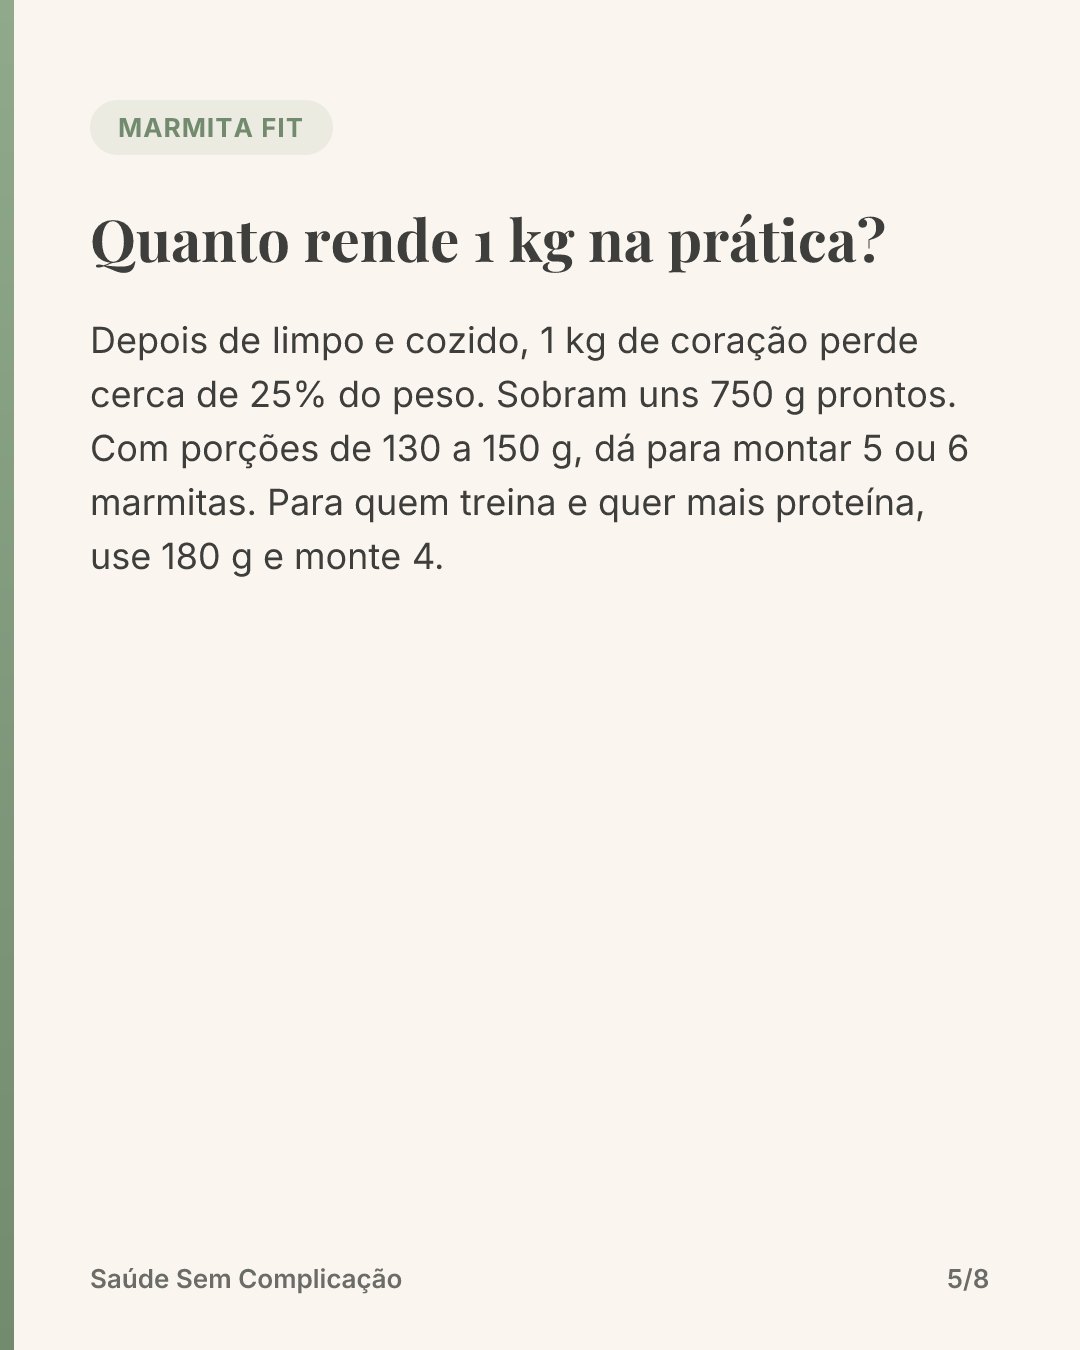 MARMITA FIT
Quanto rende 1 kg na prática?
Depois de limpo e cozido, 1 kg de coração perde
cerca de 25% do peso. Sobram uns 750 g prontos.
Com porções de 130 a 150 g, dá para montar 5 ou 6
marmitas. Para quem treina e quer mais proteína,
use 180 g e monte 4.
Saúde Sem Complicação
5/8